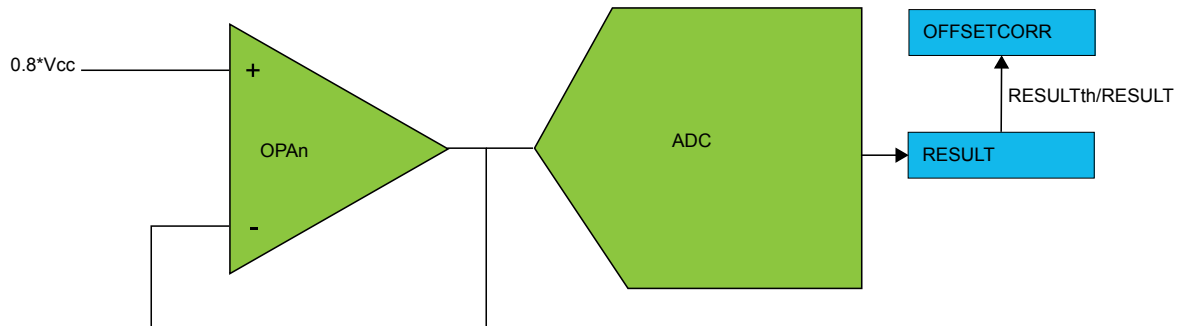 OFFSETCORR
0.8*Vcc
+
RESULTth/RESULT
OPAn
ADC
RESULT
-